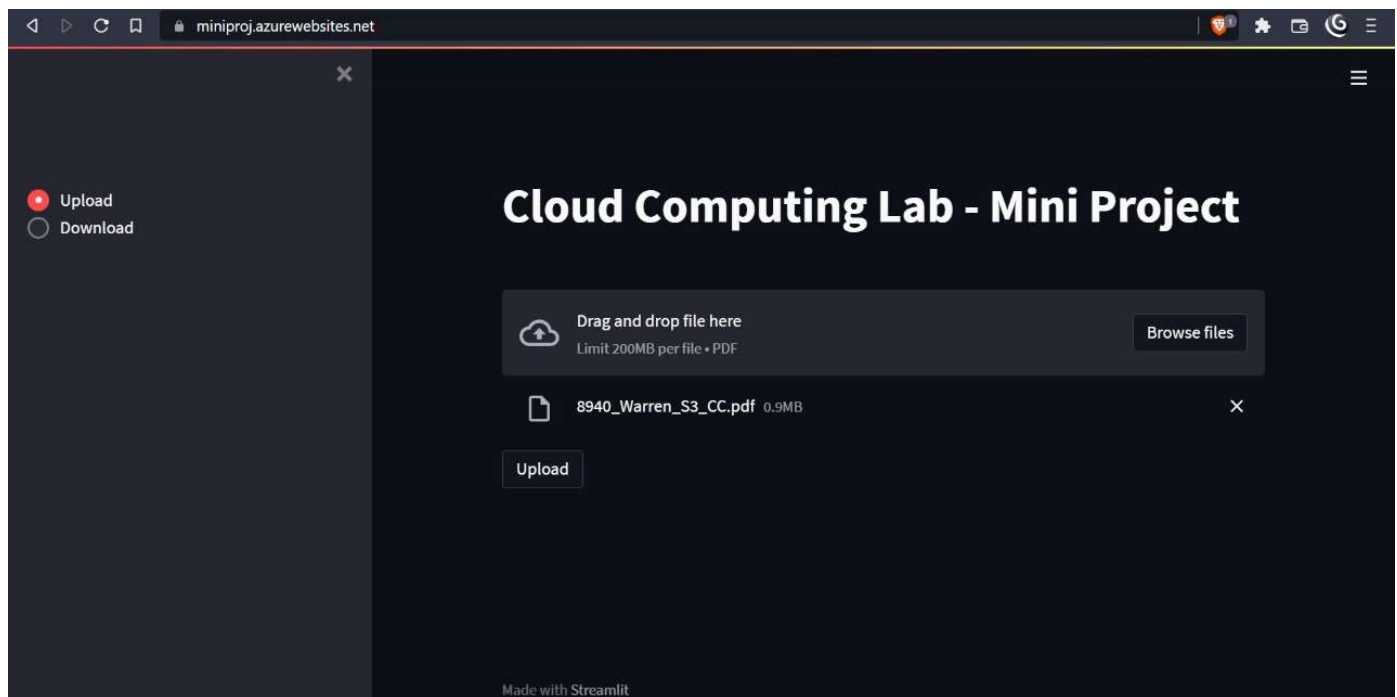 miniproj.azurewebsites.net
Upload
Download
Cloud Computing Lab - Mini Project
Drag and drop file here
Limit 200MB per file • PDF
Browse files
8940_Warren_S3_CC.pdf 0.9MB
Upload
Made with Streamlit